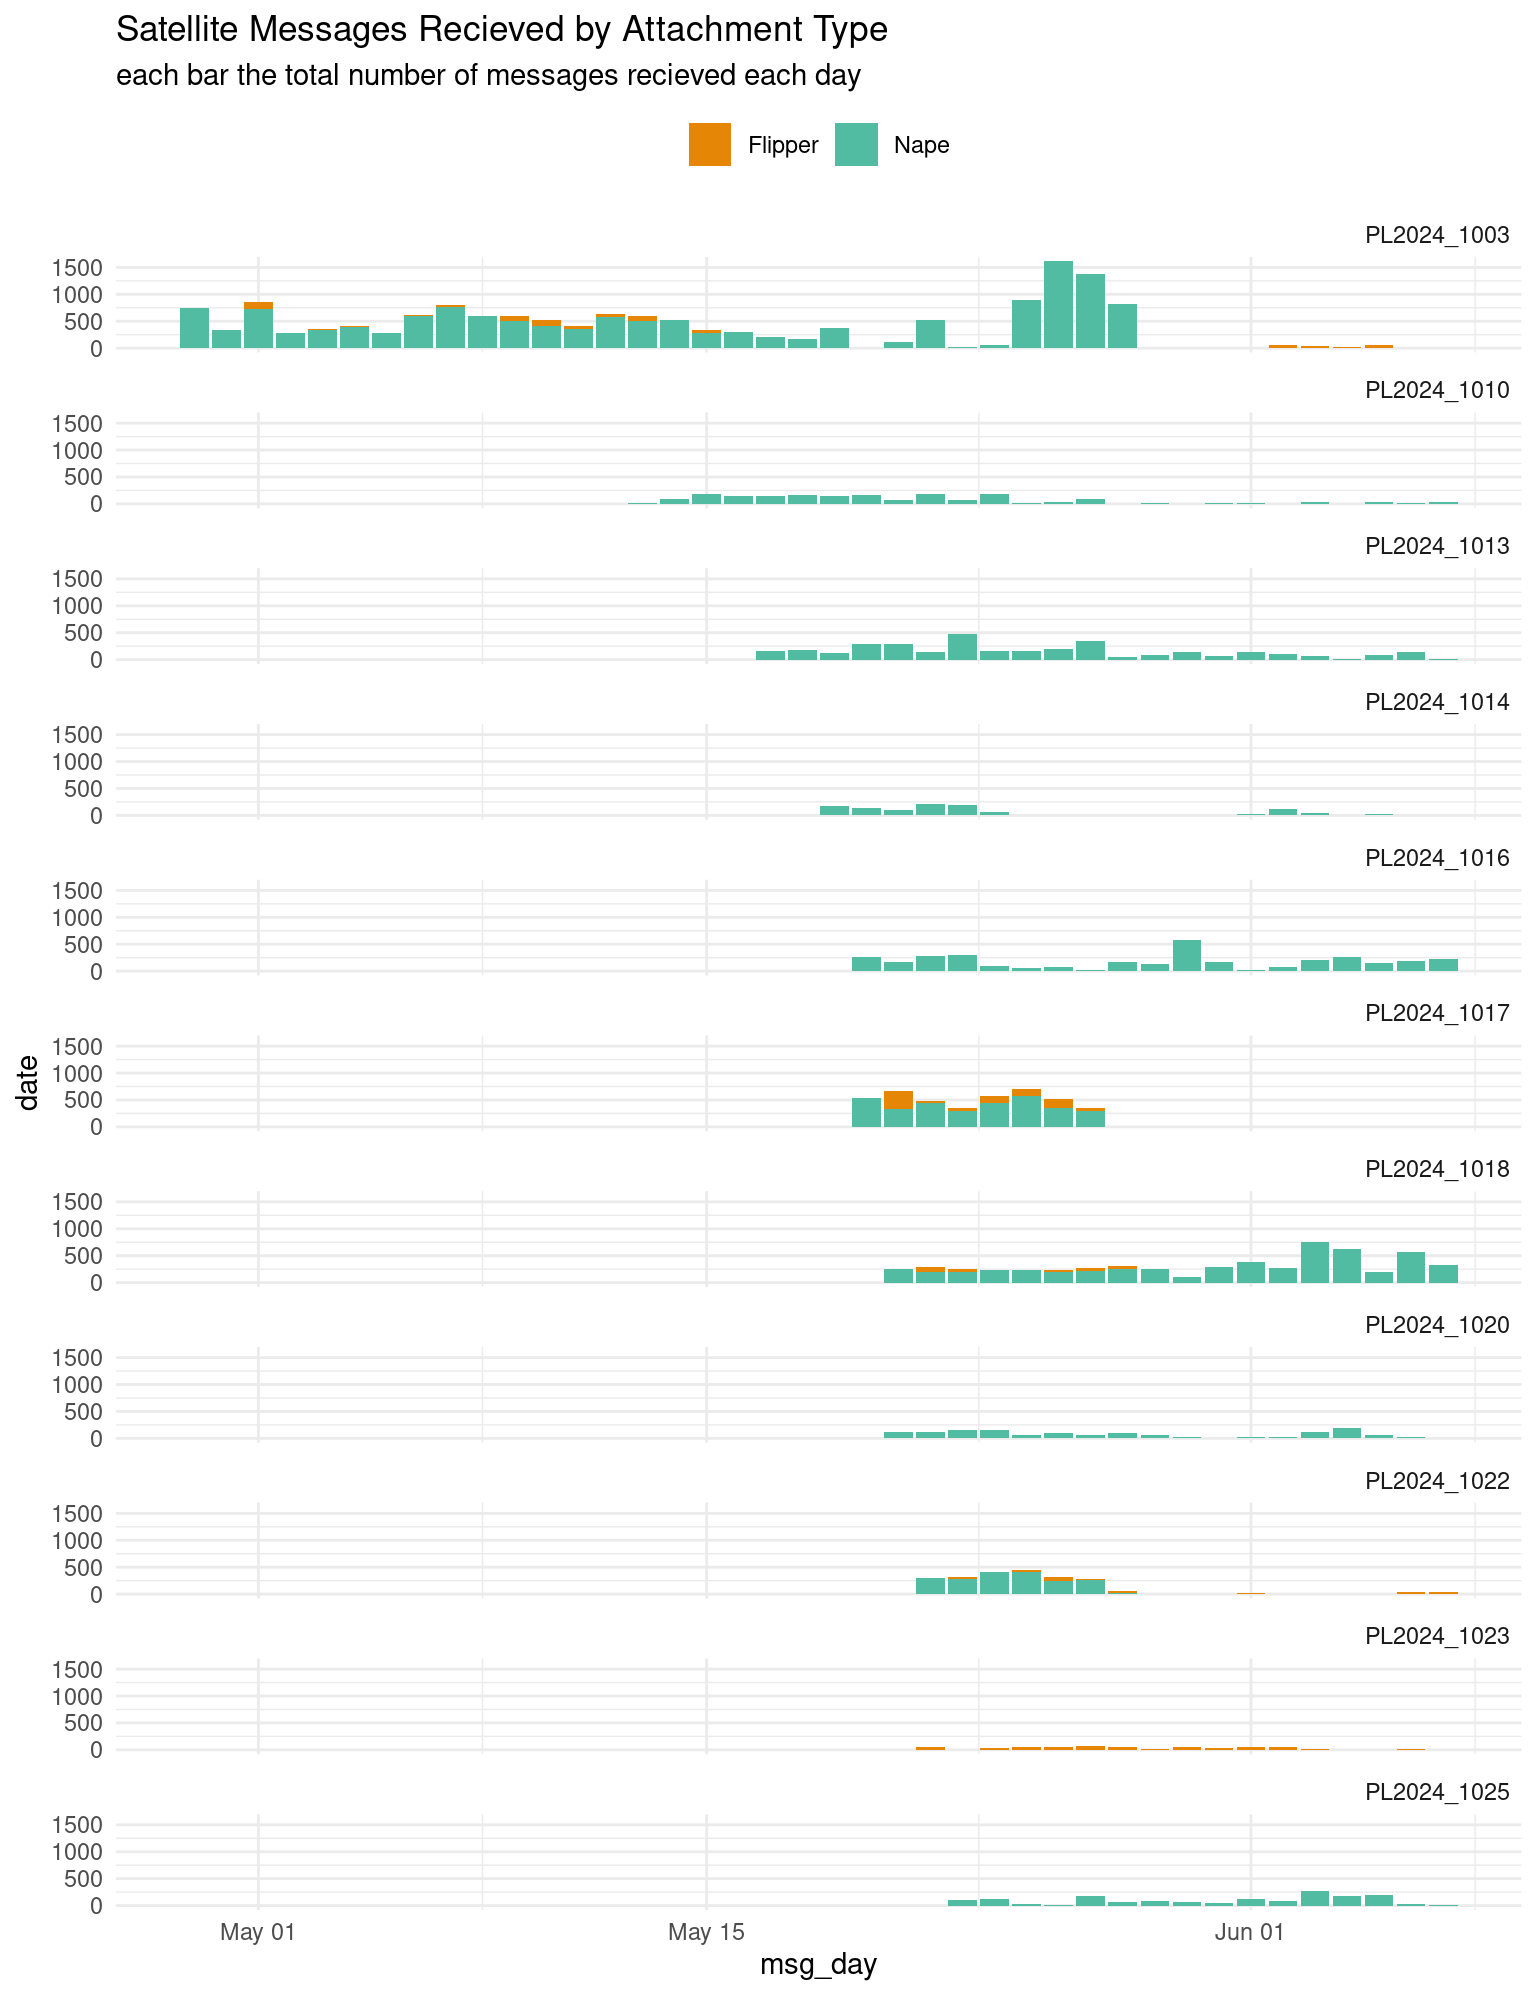 Satellite Messages Recieved by Attachment Type
each bar the total number of messages recieved each day
Flipper Nape
PL2024_1003
1500
1000
500
0
PL2024_1010
1500
1000
500
0
PL2024_1013
1500
1000
500
0
PL2024_1014
1500
1000
500
0
PL2024_1016
1500
1000
500
0
PL2024_1017
1500
1000
500
0
date
PL2024_1018
1500
1000
500
0
PL2024_1020
1500
1000
500
0
PL2024_1022
1500
1000
500
0
PL2024_1023
1500
1000
500
0
PL2024_1025
1500
1000
500
0
May 01 May 15 Jun 01
msg_day